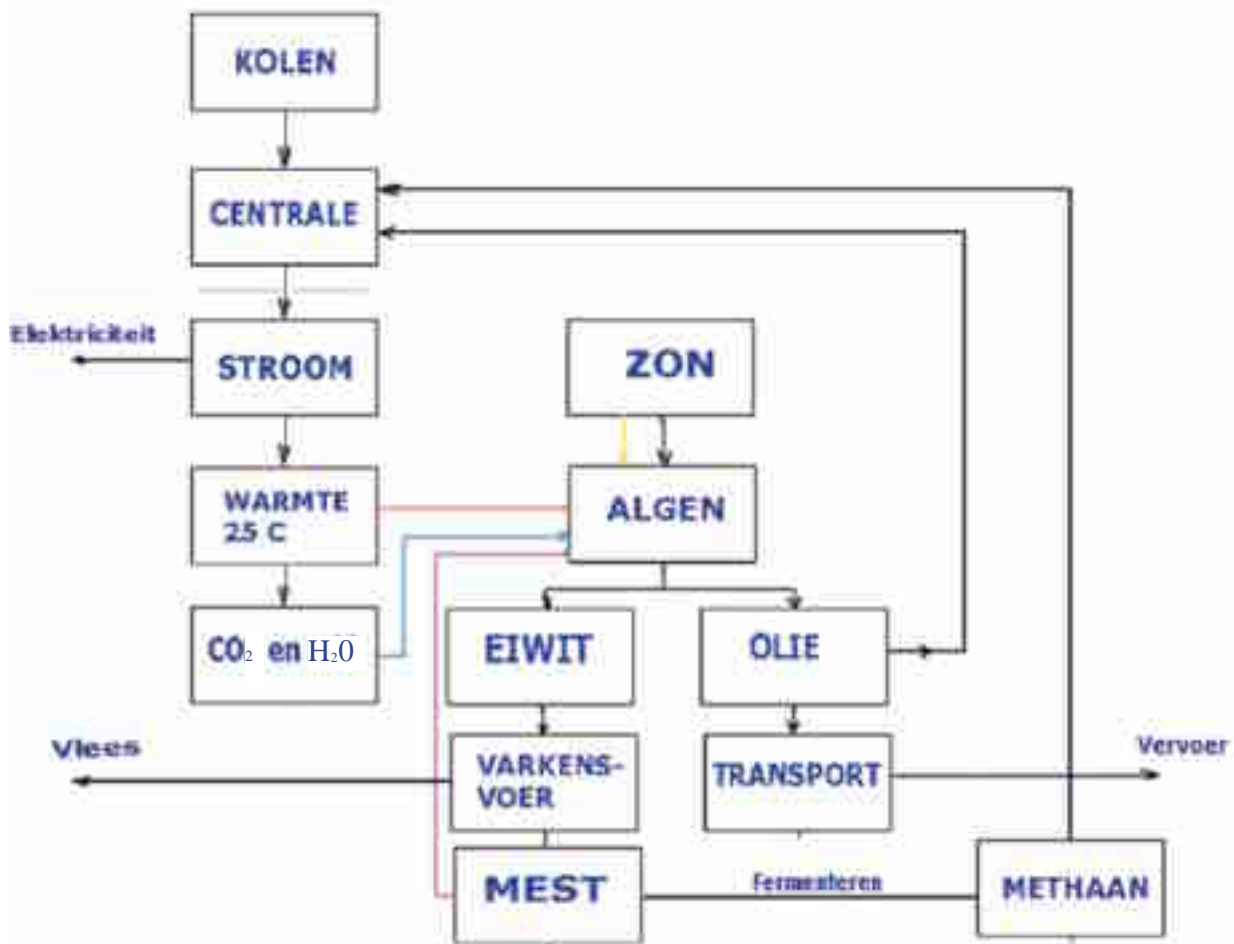 KOLEN
CENTRALE
Elektriciteit
STROOM
ZON
WARMTE
25 C
ALGEN
CO₂ en H₂0
EIWIT
OLIE
Vlees
VARKENS-
VOER
TRANSPORT
Vervoer
MEST
Fermenteren
METHAAN